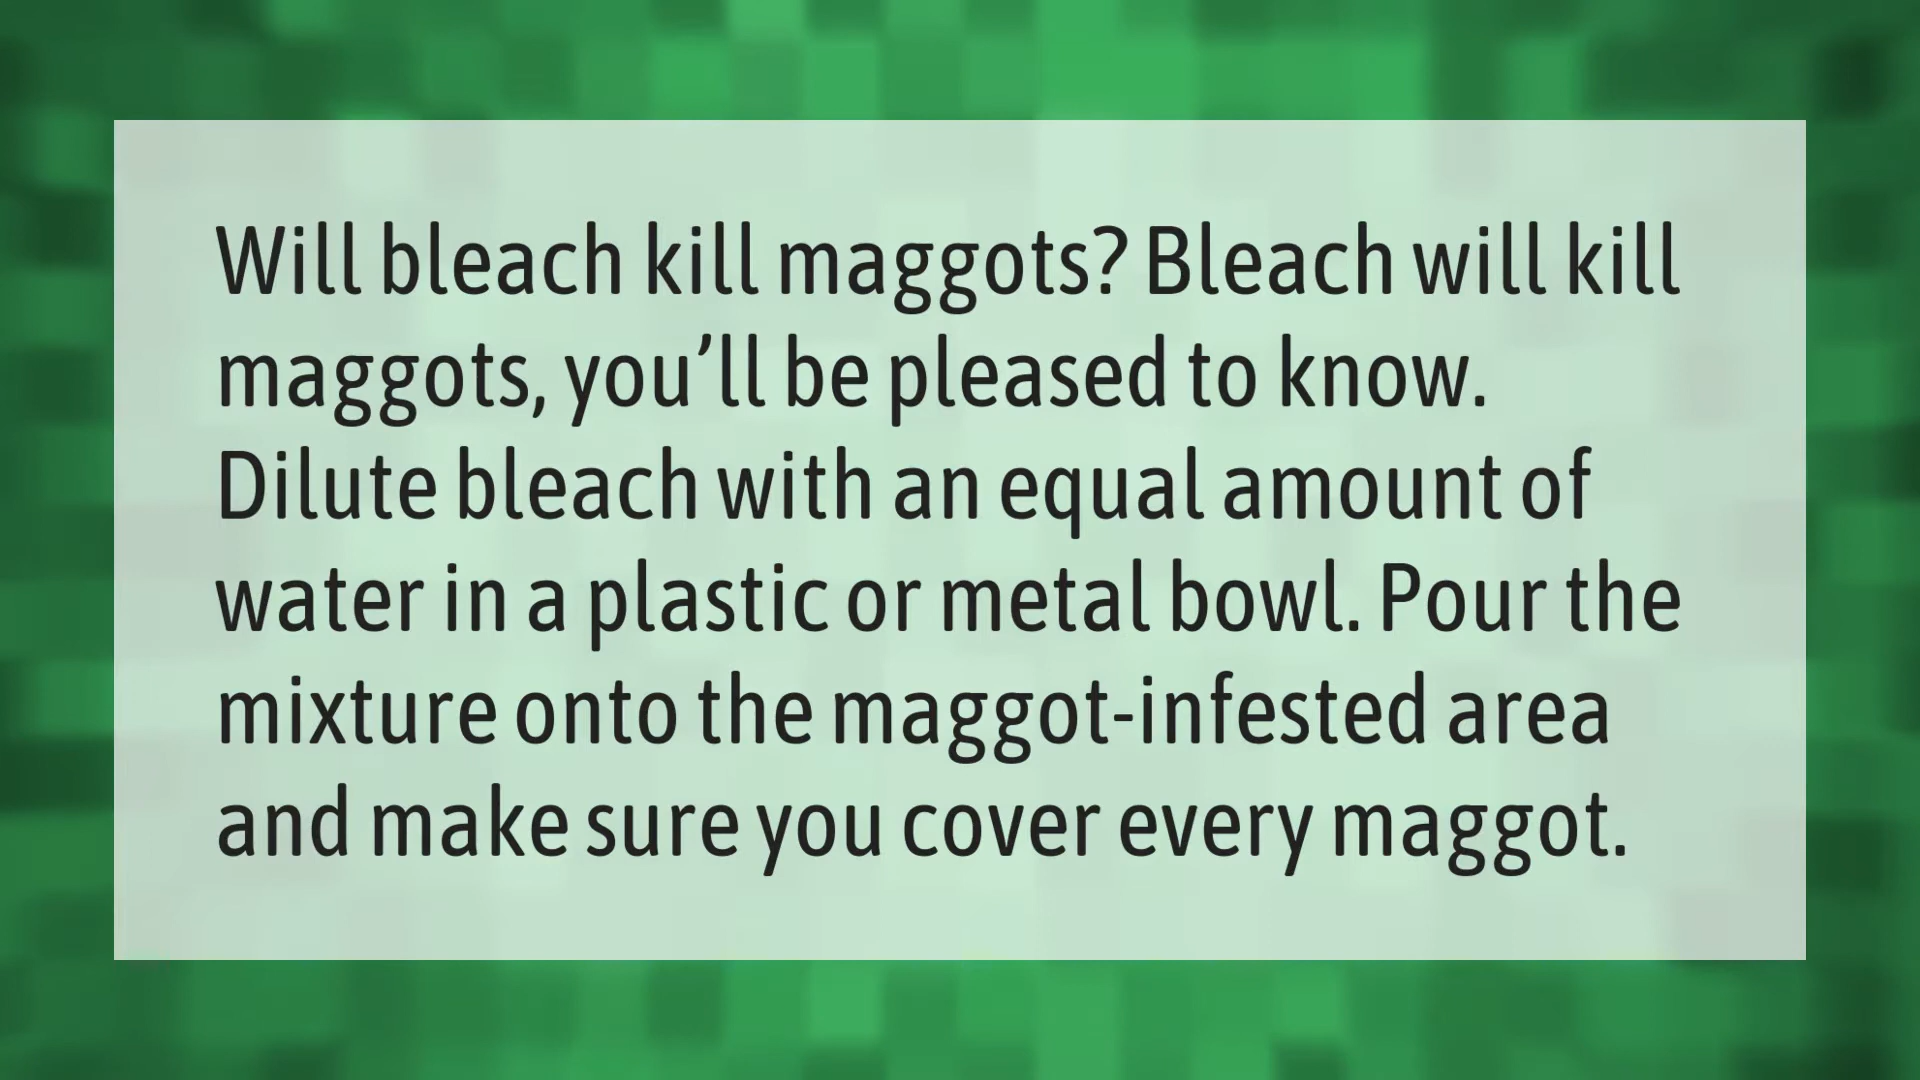 Will bleach kill maggots? Bleach will kill
maggots, you’ll be pleased to know.
Dilute bleach with an equal amount of
water in a plastic or metal bowl. Pour the
mixture onto the maggot-infested area
and make sure you cover every maggot.